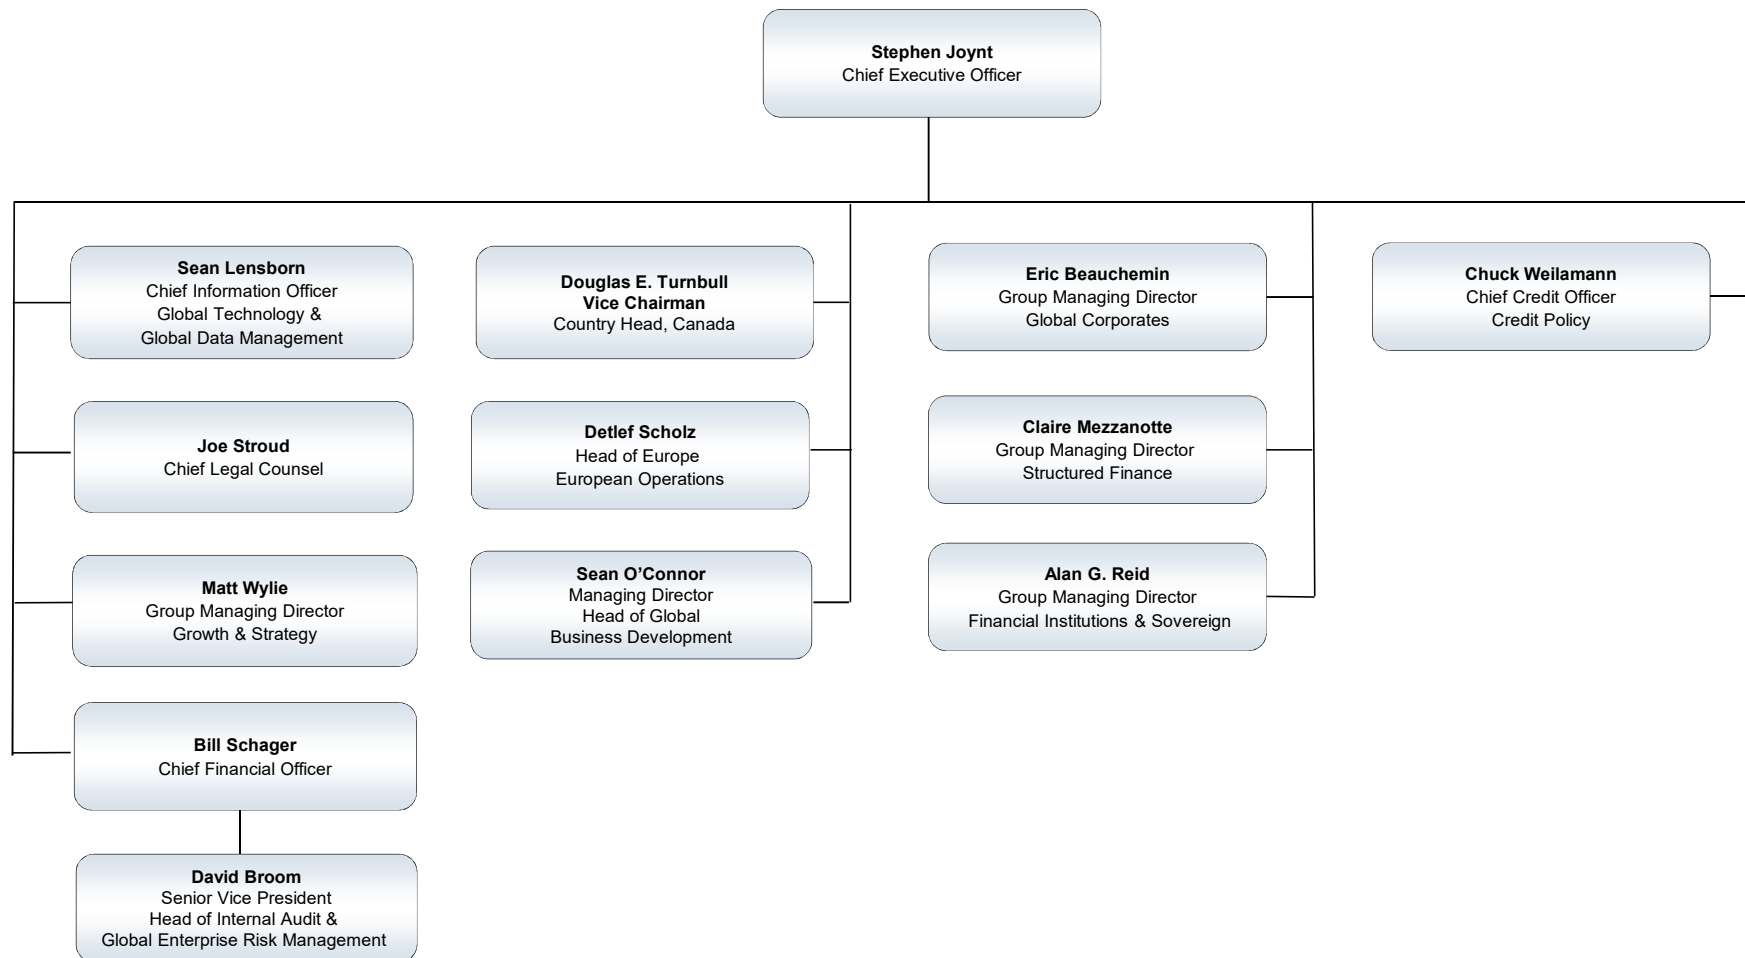 Stephen Joynt
Chief Executive Officer
Sean Lensborn
Chief Information Officer
Global Technology &
Global Data Management
Douglas E. Turnbull
Vice Chairman
Country Head, Canada
Eric Beauchemin
Group Managing Director
Global Corporates
Chuck Weilamann
Chief Credit Officer
Credit Policy
Joe Stroud
Chief Legal Counsel
Detlef Scholz
Head of Europe
European Operations
Claire Mezzanotte
Group Managing Director
Structured Finance
Matt Wylie
Group Managing Director
Growth & Strategy
Sean O’Connor
Managing Director
Head of Global
Business Development
Alan G. Reid
Group Managing Director
Financial Institutions & Sovereign
Bill Schager
Chief Financial Officer
David Broom
Senior Vice President
Head of Internal Audit &
Global Enterprise Risk Management